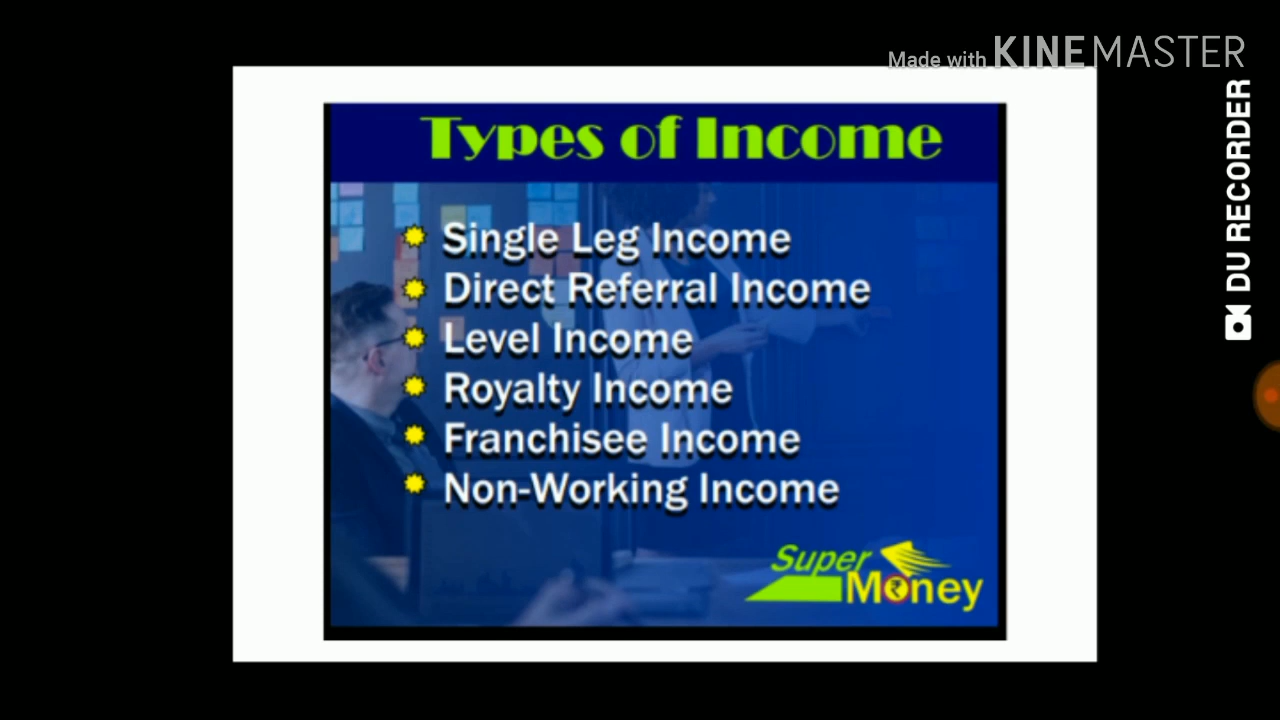 Made with KINEMASTER
DU RECORDER
Types of Income
Single Leg Income
Direct Referral Income
Level Income
Royalty Income
Franchisee Income
Non-Working Income
Super
Money